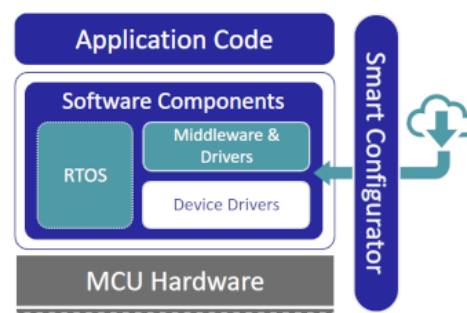 Application Code
Software Components
RTOS
Middleware &
Drivers
Device Drivers
MCU Hardware
Smart Configurator